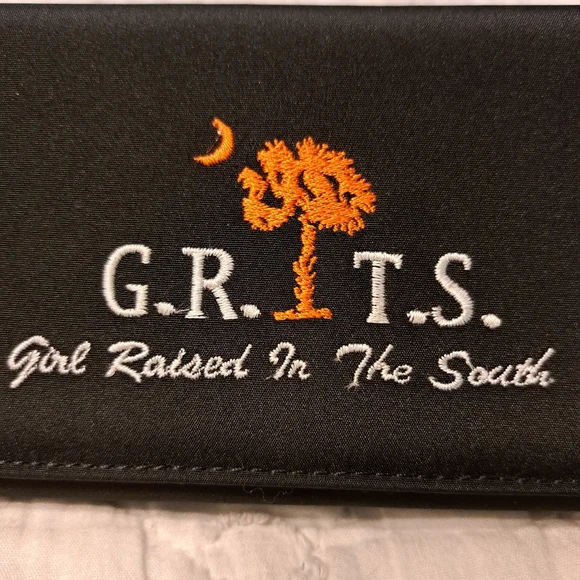 G.R. T.S.
Girl Raised In The South